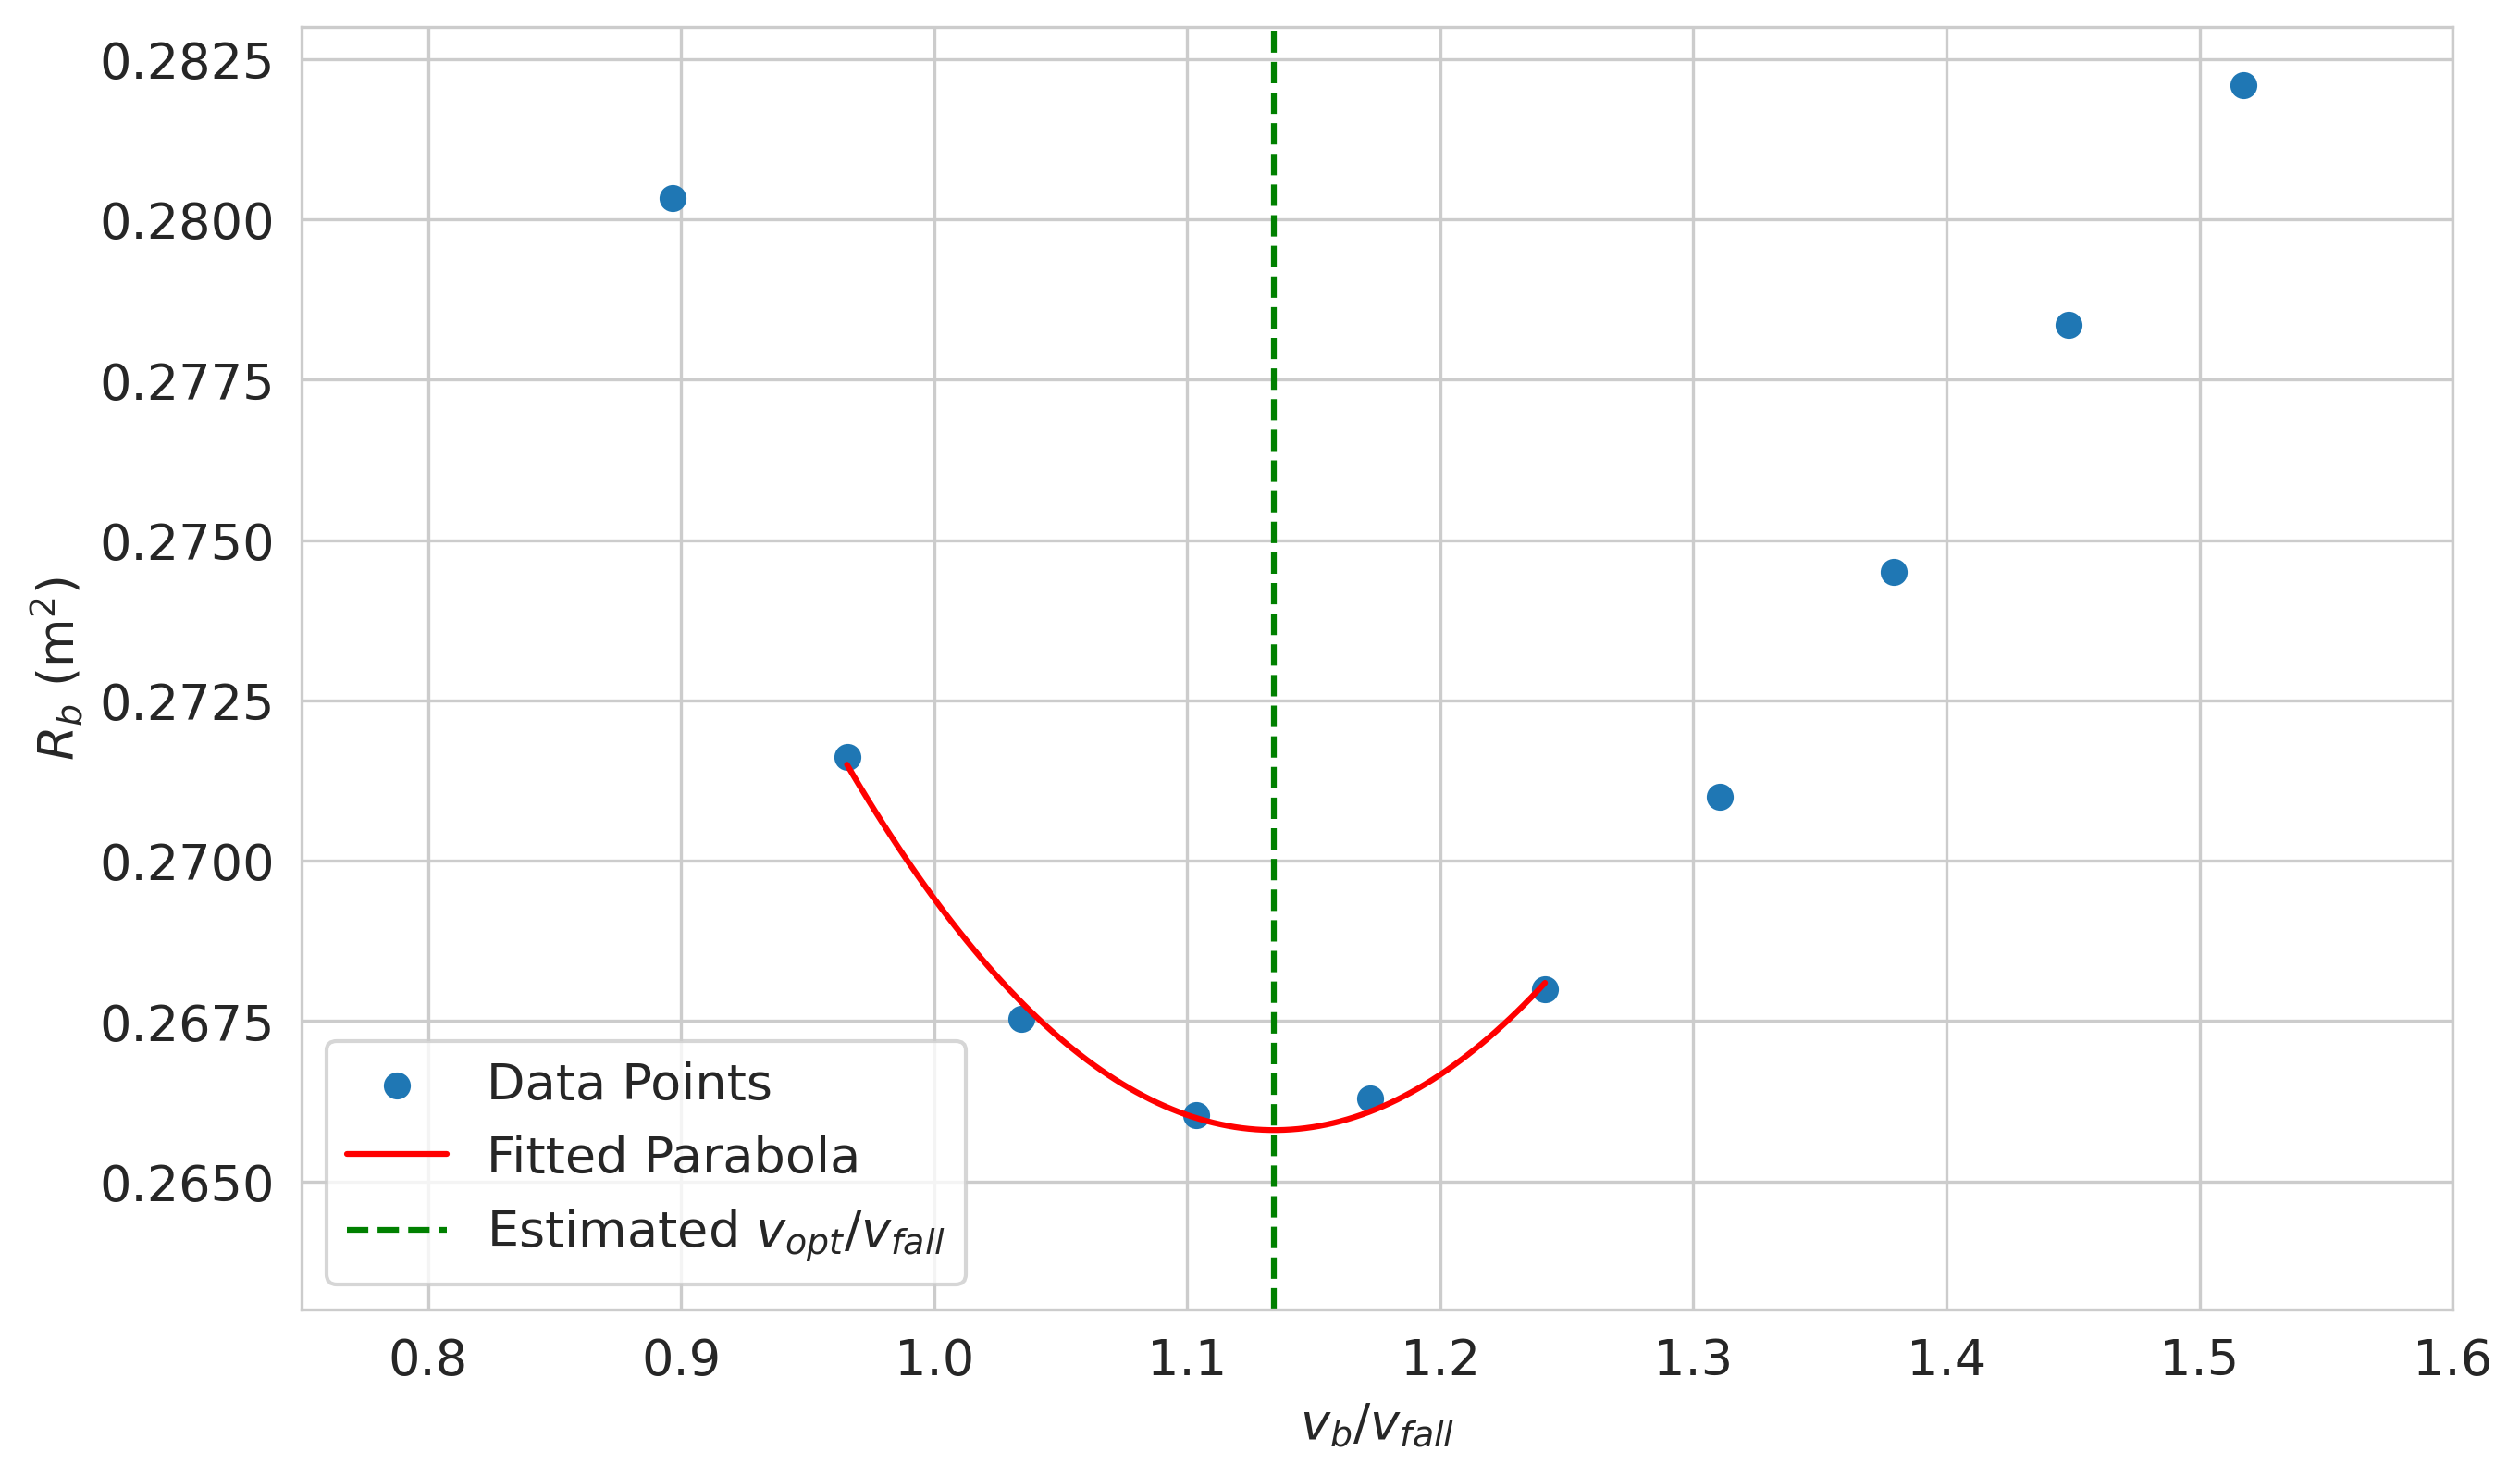 0.2825
0.2800
0.2775
0.2750
0.2725
0.2700
0.2675
0.2650
R_b (m²)
Data Points
Fitted Parabola
Estimated v_opt/v_fall
0.8 0.9 1.0 1.1 1.2 1.3 1.4 1.5 1.6
v_b/v_fall